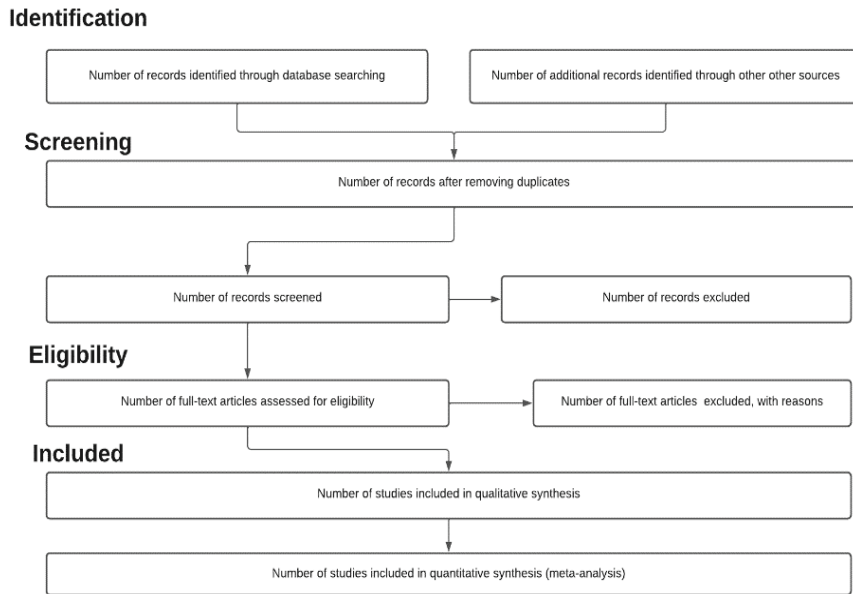 Identification
Number of records identified through database searching
Number of additional records identified through other other sources
Screening
Number of records after removing duplicates
Number of records screened
Number of records excluded
Eligibility
Number of full-text articles assessed for eligibility
Number of full-text articles excluded, with reasons
Included
Number of studies included in qualitative synthesis
Number of studies included in quantitative synthesis (meta-analysis)